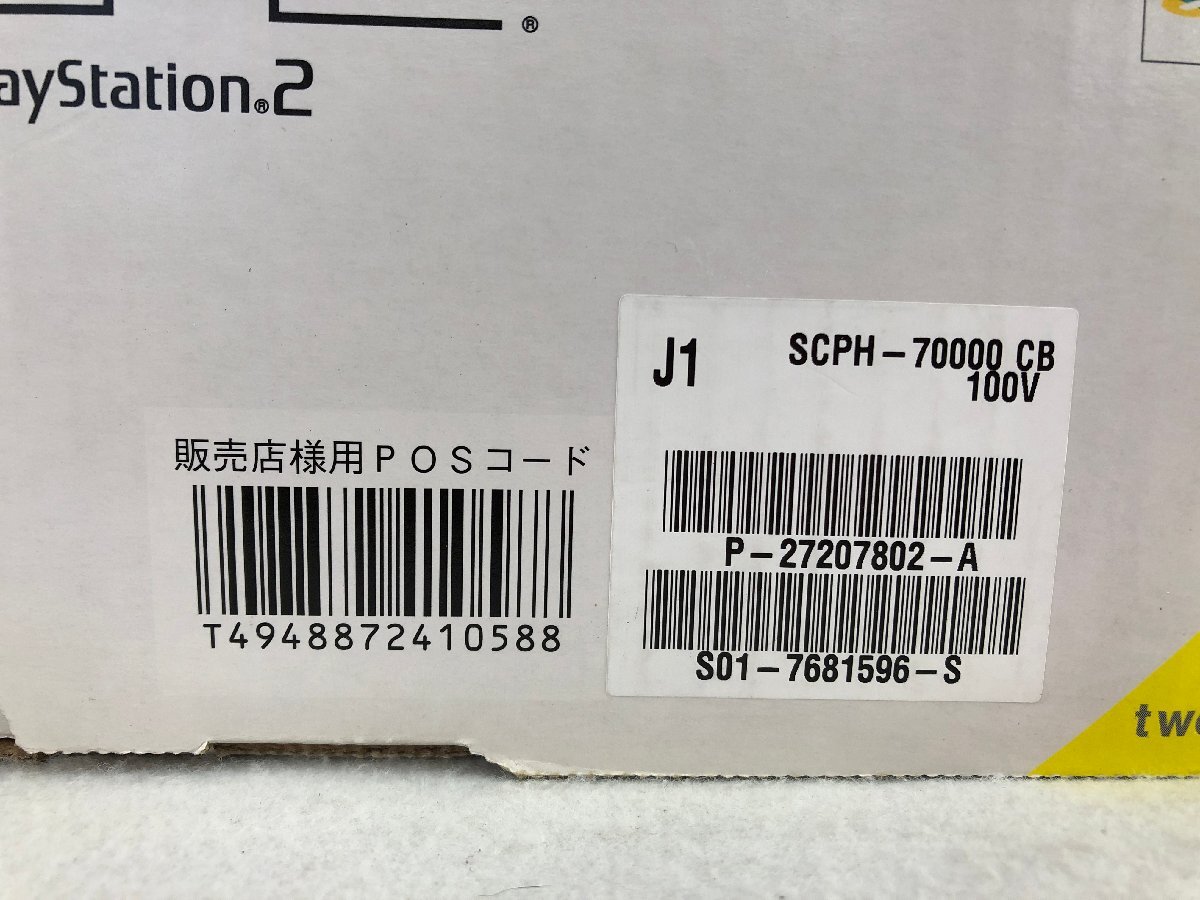 ®
ayStation®2
J1
SCPH-70000 CB
100V
販売店様用POSコード
T4948872410588
P-27207802-A
S01-7681596-S